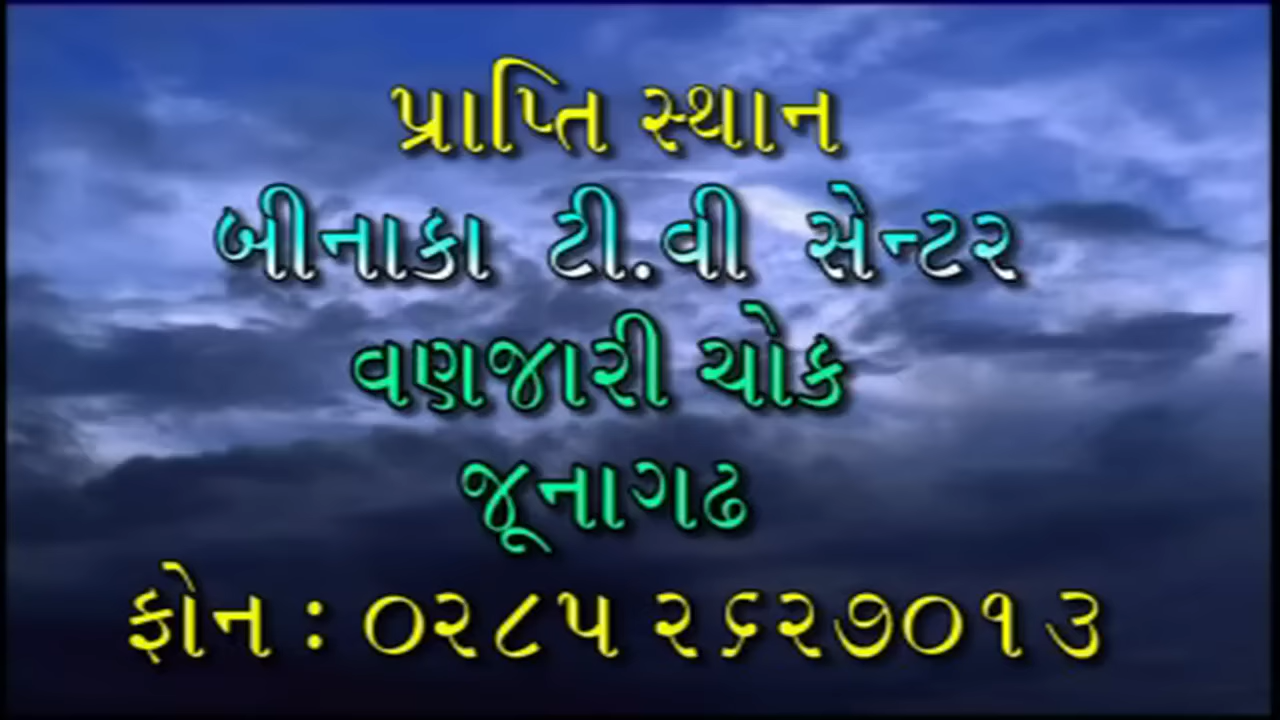 પ્રાપ્તિ સ્થાન
બીનાકા ટી.વી સેન્ટર
વણજારી ચોક
જૂનાગઢ
ફોન : ૦૨૮૫ ૨૬૨૭૦૧૩